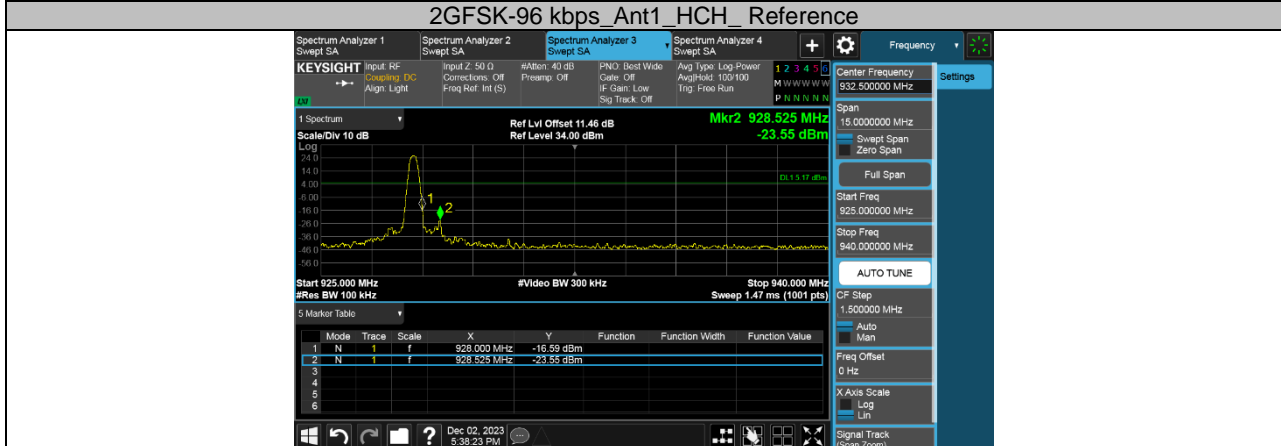 2GFSK-96 kbps_Ant1_HCH_ Reference
Spectrum Analyzer 1
Swept SA
Spectrum Analyzer 2
Swept SA
Spectrum Analyzer 3
Swept SA
Spectrum Analyzer 4
Swept SA
+
Frequency
KEYSIGHT
Input: RF
Coupling: DC
Align: Light
Input Z: 50 Ω
Corrections: Off
Freq Ref: Int (S)
#Atten: 40 dB
Preamp: Off
PNO: Best Wide
Gate: Off
IF Gain: Low
Sig Track: Off
Avg Type: Log-Power
Avg|Hold: 100/100
Trig: Free Run
1 2 3 4 5 6
M W W W W W
P N N N N N
LXI
Settings
Center Frequency
932.500000 MHz
Span
15.0000000 MHz
Swept Span
Zero Span
Full Span
Start Freq
925.000000 MHz
Stop Freq
940.000000 MHz
AUTO TUNE
CF Step
1.500000 MHz
Auto
Man
Freq Offset
0 Hz
X Axis Scale
Log
Lin
Signal Track
(Span Zoom)
1 Spectrum
Scale/Div 10 dB
Ref Lvl Offset 11.46 dB
Ref Level 34.00 dBm
Mkr2 928.525 MHz
-23.55 dBm
Log
24.0
14.0
4.00
-6.00
-16.0
-26.0
-36.0
-46.0
-56.0
DL1 5.17 dBm
1
2
Start 925.000 MHz
#Res BW 100 kHz
#Video BW 300 kHz
Stop 940.000 MHz
Sweep 1.47 ms (1001 pts)
5 Marker Table
Mode Trace Scale X Y Function Function Width Function Value
1 N 1 f 928.000 MHz -16.59 dBm
2 N 1 f 928.525 MHz -23.55 dBm
3
4
5
6
?
Dec 02, 2023
5:38:23 PM